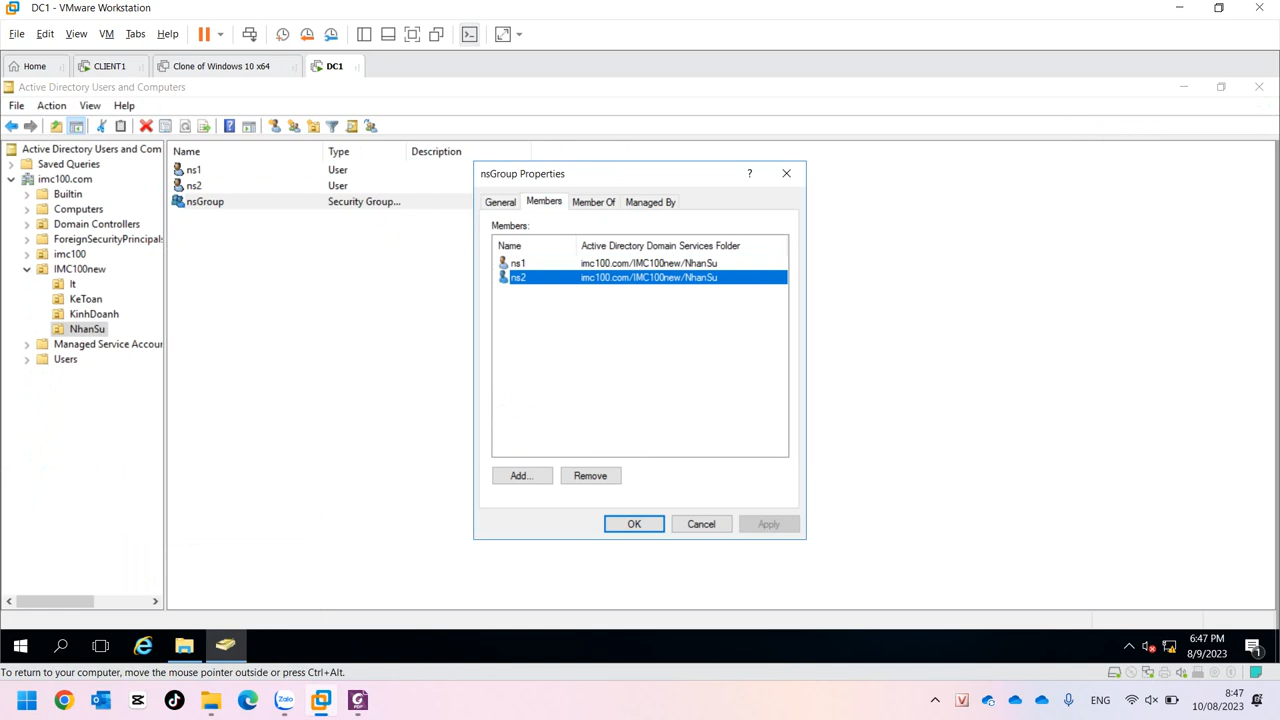 DC1 - VMware Workstation
File Edit View VM Tabs Help
Home CLIENT1 Clone of Windows 10 x64 DC1
Active Directory Users and Computers
File Action View Help
Active Directory Users and Com
Saved Queries
imc100.com
Builtin
Computers
Domain Controllers
ForeignSecurityPrincipals
imc100
IMC100new
It
KeToan
KinhDoanh
NhanSu
Managed Service Accour
Users
Name Type Description
ns1 User
ns2 User
nsGroup Security Group...
nsGroup Properties
General Members Member Of Managed By
Members:
Name Active Directory Domain Services Folder
ns1 imc100.com/IMC100new/NhanSu
ns2 imc100.com/IMC100new/NhanSu
Add... Remove
OK Cancel Apply
6:47 PM
8/9/2023
1
To return to your computer, move the mouse pointer outside or press Ctrl+Alt.
Zalo
PDF
V
ENG
8:47
10/08/2023